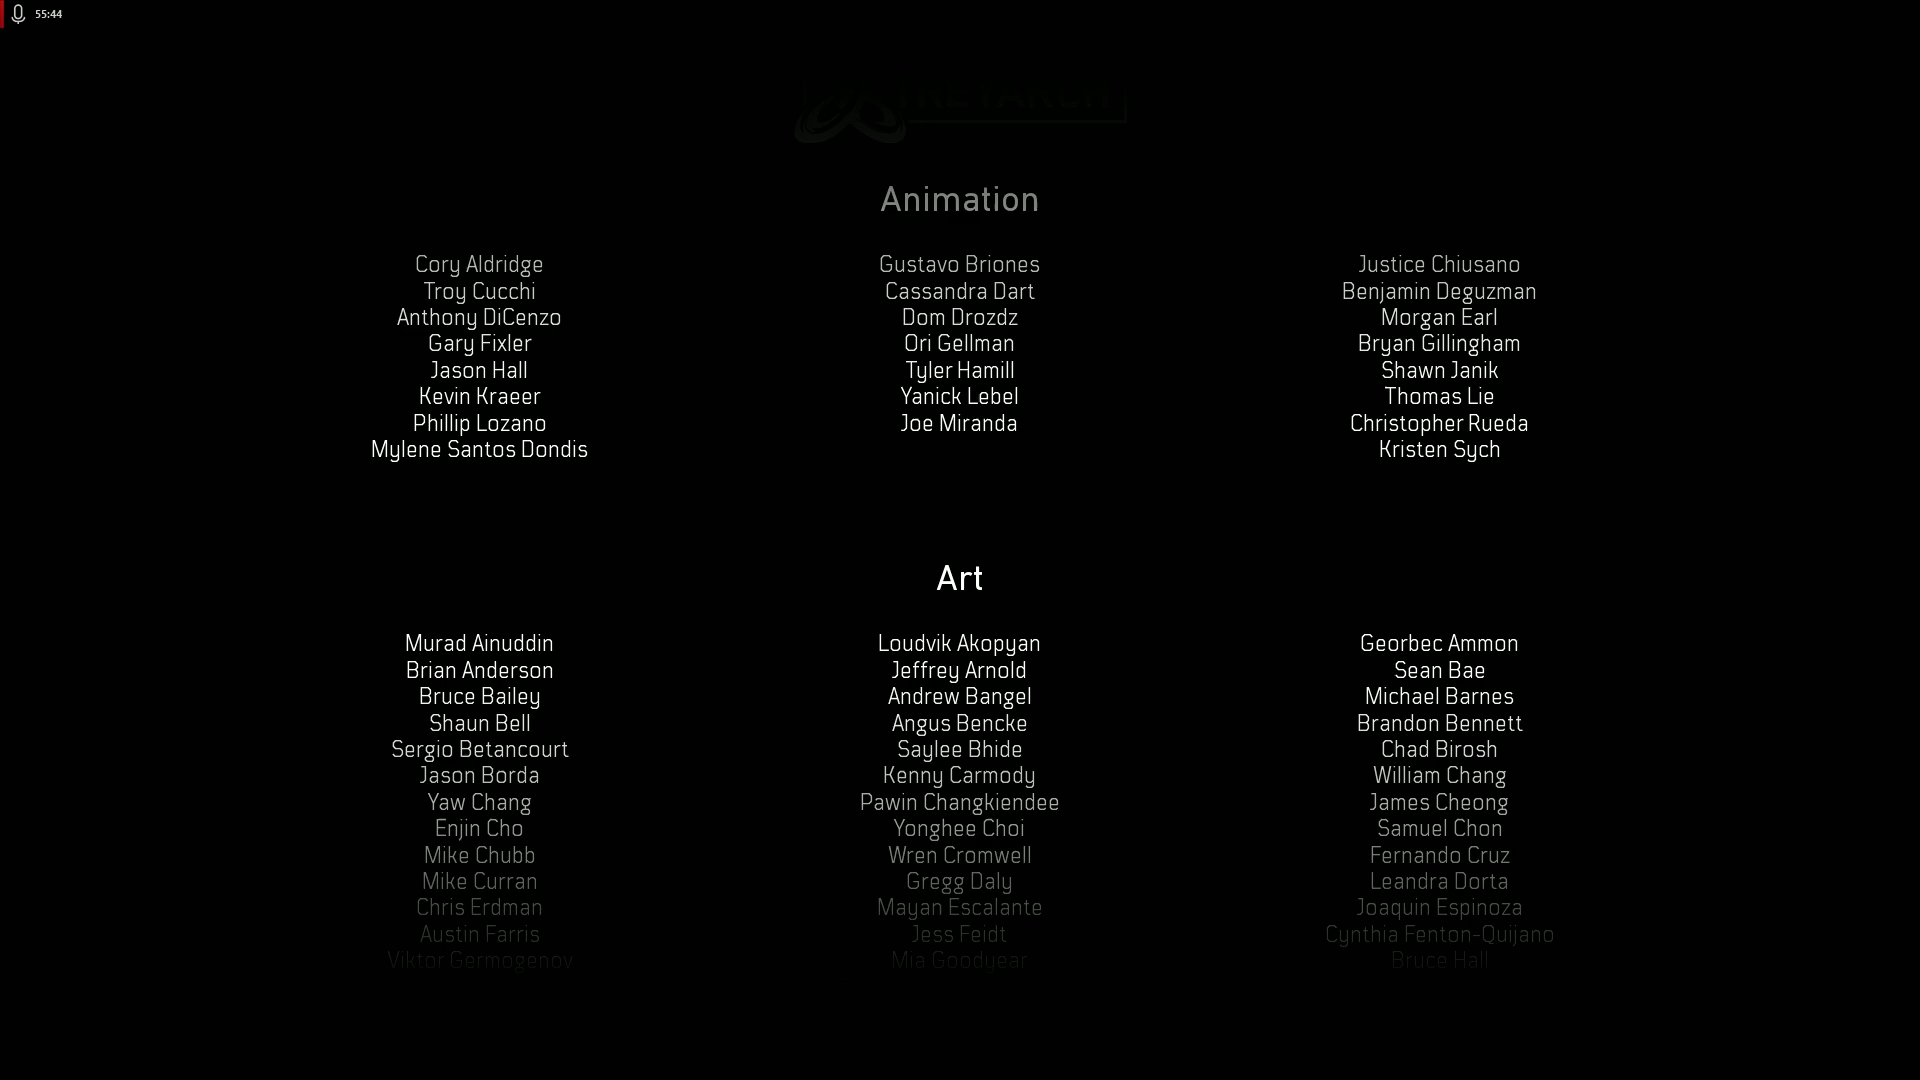 55:44
TREYARCH
Animation
Cory Aldridge Gustavo Briones Justice Chiusano
Troy Cucchi Cassandra Dart Benjamin Deguzman
Anthony DiCenzo Dom Drozdz Morgan Earl
Gary Fixler Ori Gellman Bryan Gillingham
Jason Hall Tyler Hamill Shawn Janik
Kevin Kraeer Yanick Lebel Thomas Lie
Phillip Lozano Joe Miranda Christopher Rueda
Mylene Santos Dondis Kristen Sych
Art
Murad Ainuddin Loudvik Akopyan Georbec Ammon
Brian Anderson Jeffrey Arnold Sean Bae
Bruce Bailey Andrew Bangel Michael Barnes
Shaun Bell Angus Bencke Brandon Bennett
Sergio Betancourt Saylee Bhide Chad Birosh
Jason Borda Kenny Carmody William Chang
Yaw Chang Pawin Changkiendee James Cheong
Enjin Cho Yonghee Choi Samuel Chon
Mike Chubb Wren Cromwell Fernando Cruz
Mike Curran Gregg Daly Leandra Dorta
Chris Erdman Mayan Escalante Joaquin Espinoza
Austin Farris Jess Feidt Cynthia Fenton-Quijano
Viktor Germogenov Mia Goodyear Bruce Hall